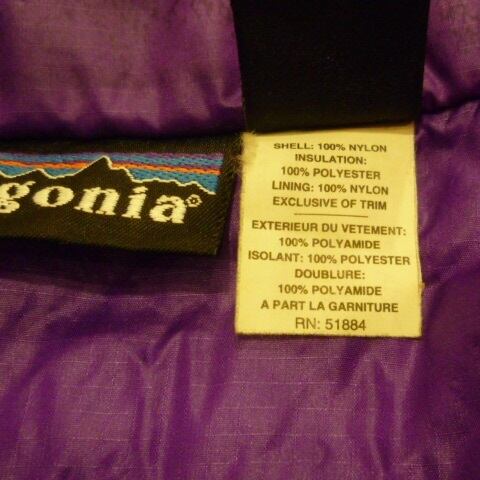 gonia®
SHELL: 100% NYLON
INSULATION:
100% POLYESTER
LINING: 100% NYLON
EXCLUSIVE OF TRIM
EXTERIEUR DU VETEMENT:
100% POLYAMIDE
ISOLANT: 100% POLYESTER
DOUBLURE:
100% POLYAMIDE
A PART LA GARNITURE
RN: 51884